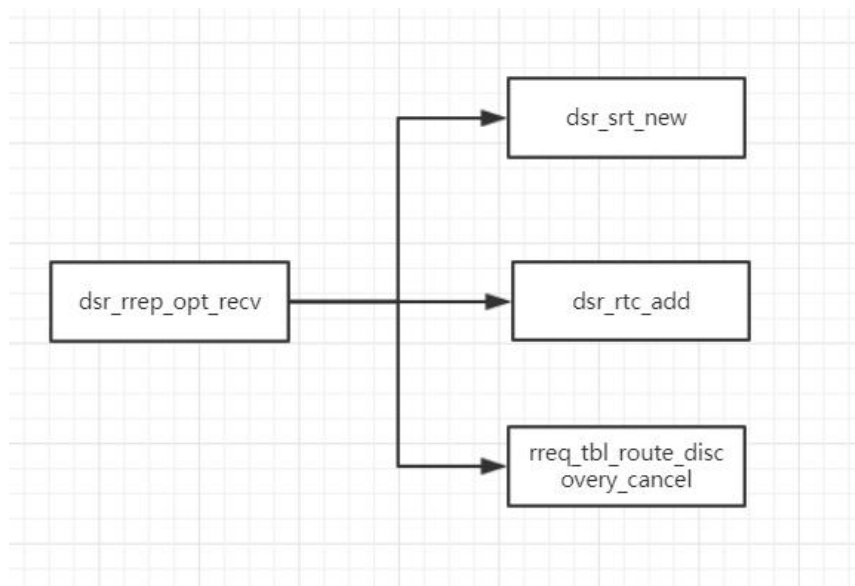 dsr_srt_new
dsr_rrep_opt_recv
dsr_rtc_add
rreq_tbl_route_disc
overy_cancel